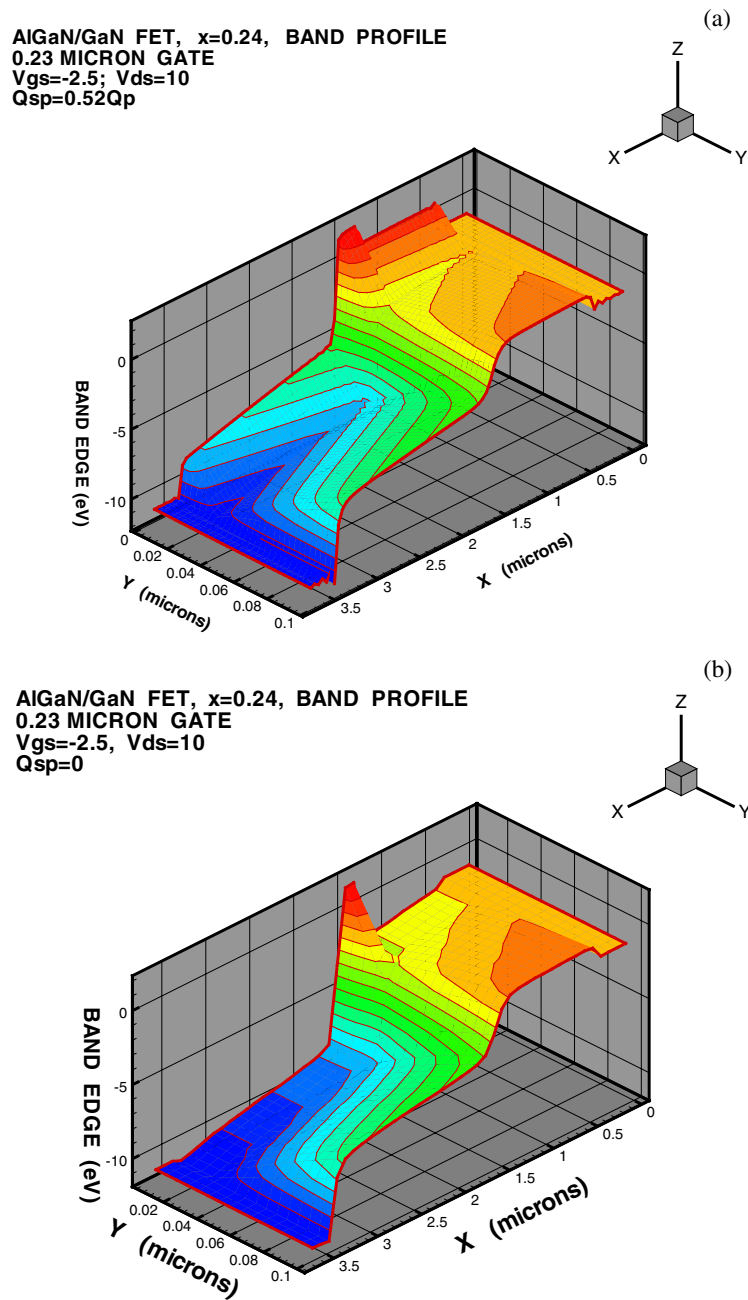 (a)
AlGaN/GaN FET, x=0.24, BAND PROFILE
0.23 MICRON GATE
Vgs=-2.5; Vds=10
Qsp=0.52Qp
Z
X
Y
0
-5
-10
BAND EDGE (eV)
0
0.02
0.04
0.06
0.08
0.1
Y (microns)
3.5
3
2.5
2
1.5
1
0.5
0
X (microns)
(b)
AlGaN/GaN FET, x=0.24, BAND PROFILE
0.23 MICRON GATE
Vgs=-2.5, Vds=10
Qsp=0
Z
X
Y
0
-5
-10
BAND EDGE (eV)
0.02
0.04
0.06
0.08
0.1
Y (microns)
3.5
3
2.5
2
1.5
1
0.5
0
X (microns)